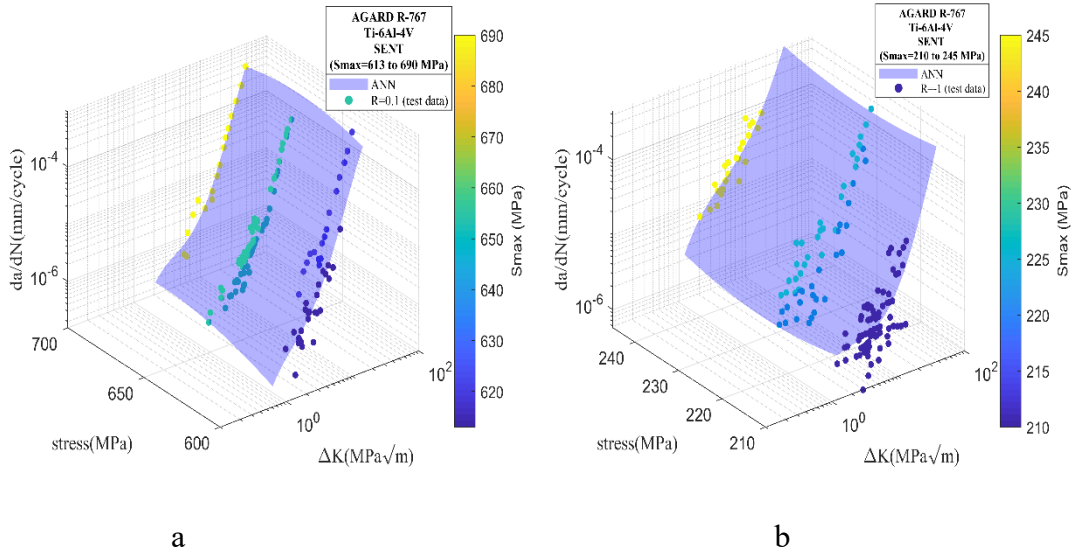 AGARD R-767
Ti-6Al-4V
SENT
(Smax=613 to 690 MPa)
ANN
R=0.1 (test data)
da/dN(mm/cycle)
10^-4
10^-6
700
650
600
stress(MPa)
10^0
10^2
ΔK(MPa√m)
690
680
670
660
650
640
630
620
Smax (MPa)
a
AGARD R-767
Ti-6Al-4V
SENT
(Smax=210 to 245 MPa)
ANN
R=-1 (test data)
da/dN(mm/cycle)
10^-4
10^-6
240
230
220
210
stress(MPa)
10^0
10^2
ΔK(MPa√m)
245
240
235
230
225
220
215
210
Smax (MPa)
b